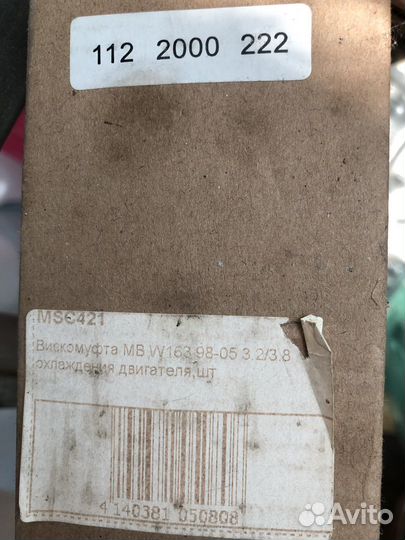 112 2000 222
MSC421
Вискомуфта MB W163 98-05 3.2/3.8
охлаждения двигателя,шт
4 140381 050808
Avito